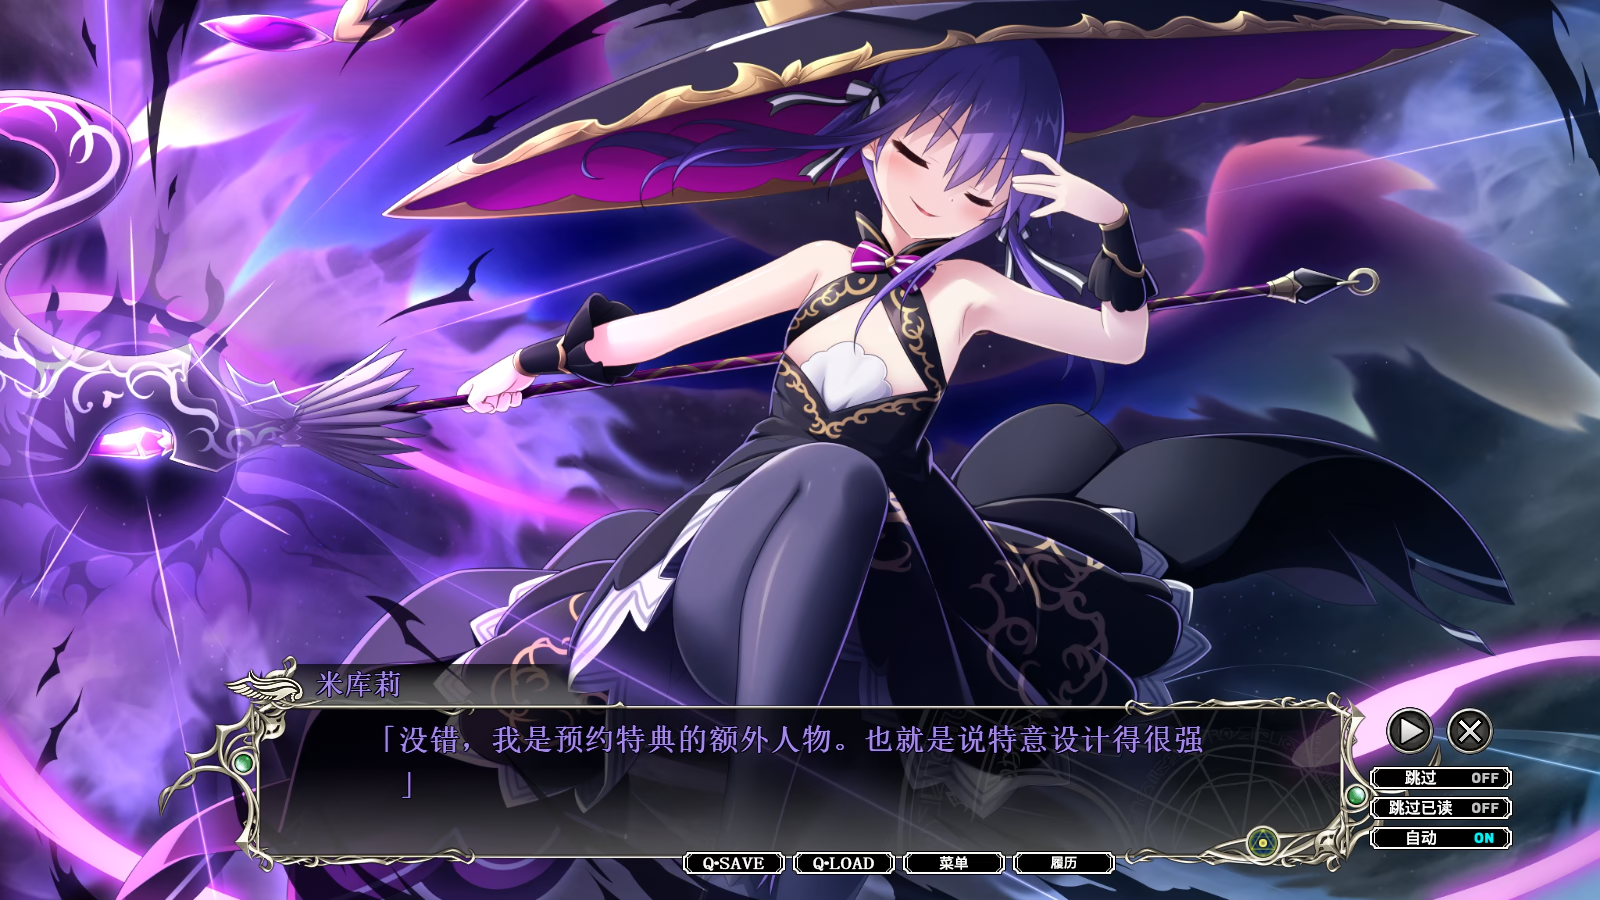 米库莉
「没错，我是预约特典的额外人物。也就是说特意设计得很强
」
跳过 OFF
跳过已读 OFF
自动 ON
Q•SAVE Q•LOAD 菜单 履历